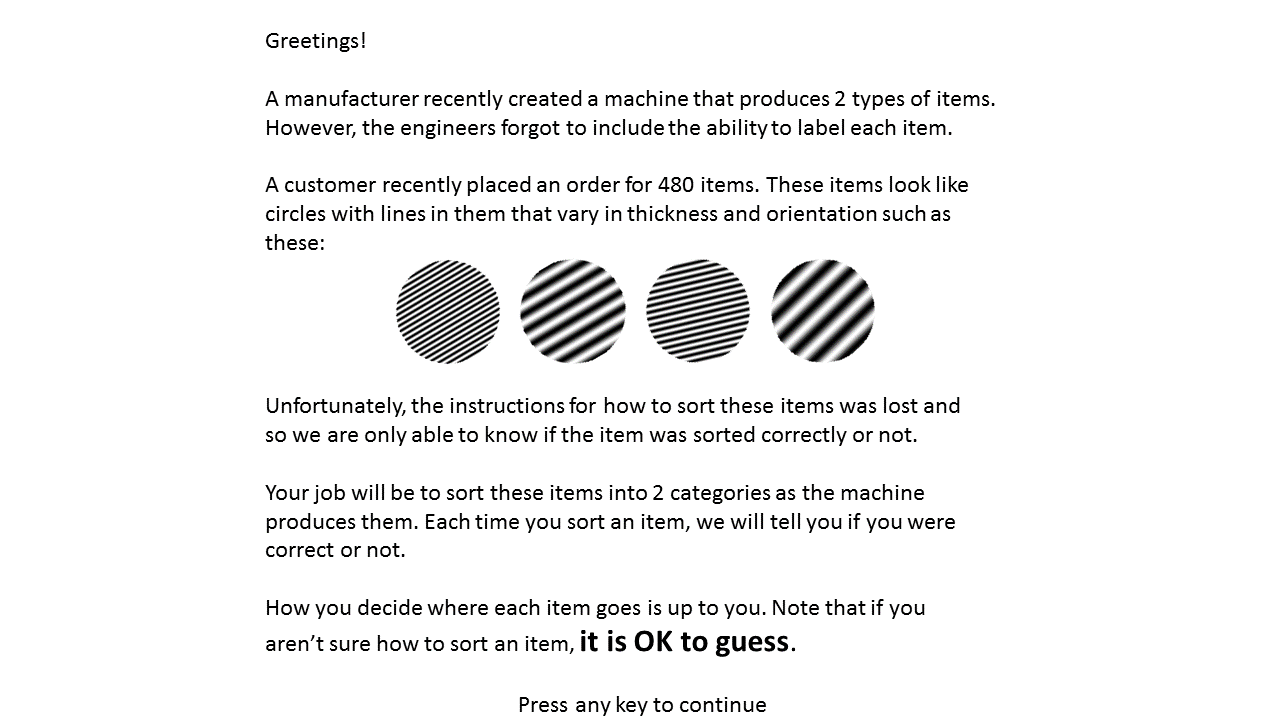 Greetings!
A manufacturer recently created a machine that produces 2 types of items.
However, the engineers forgot to include the ability to label each item.
A customer recently placed an order for 480 items. These items look like
circles with lines in them that vary in thickness and orientation such as
these:
Unfortunately, the instructions for how to sort these items was lost and
so we are only able to know if the item was sorted correctly or not.
Your job will be to sort these items into 2 categories as the machine
produces them. Each time you sort an item, we will tell you if you were
correct or not.
How you decide where each item goes is up to you. Note that if you
aren’t sure how to sort an item, it is OK to guess.
Press any key to continue